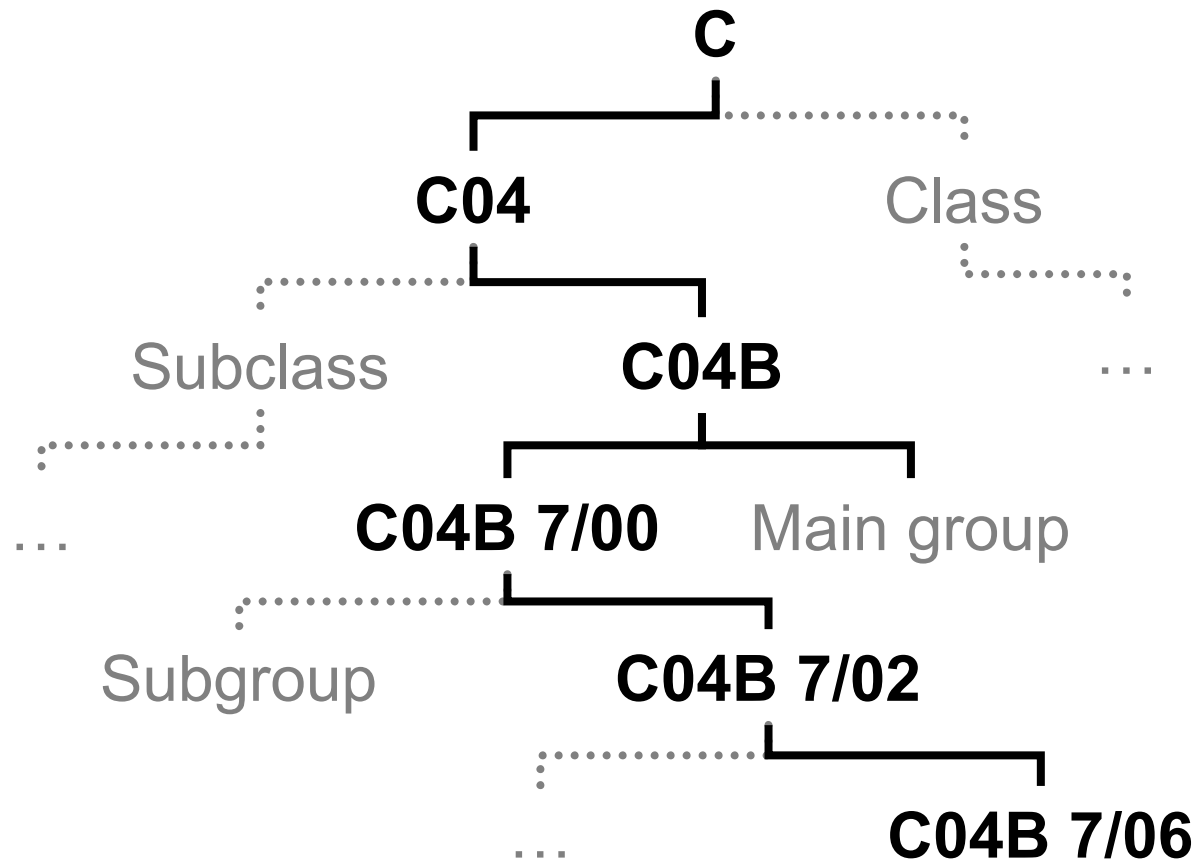 C
C04 Class
Subclass C04B ...
... C04B 7/00 Main group
Subgroup C04B 7/02
... C04B 7/06